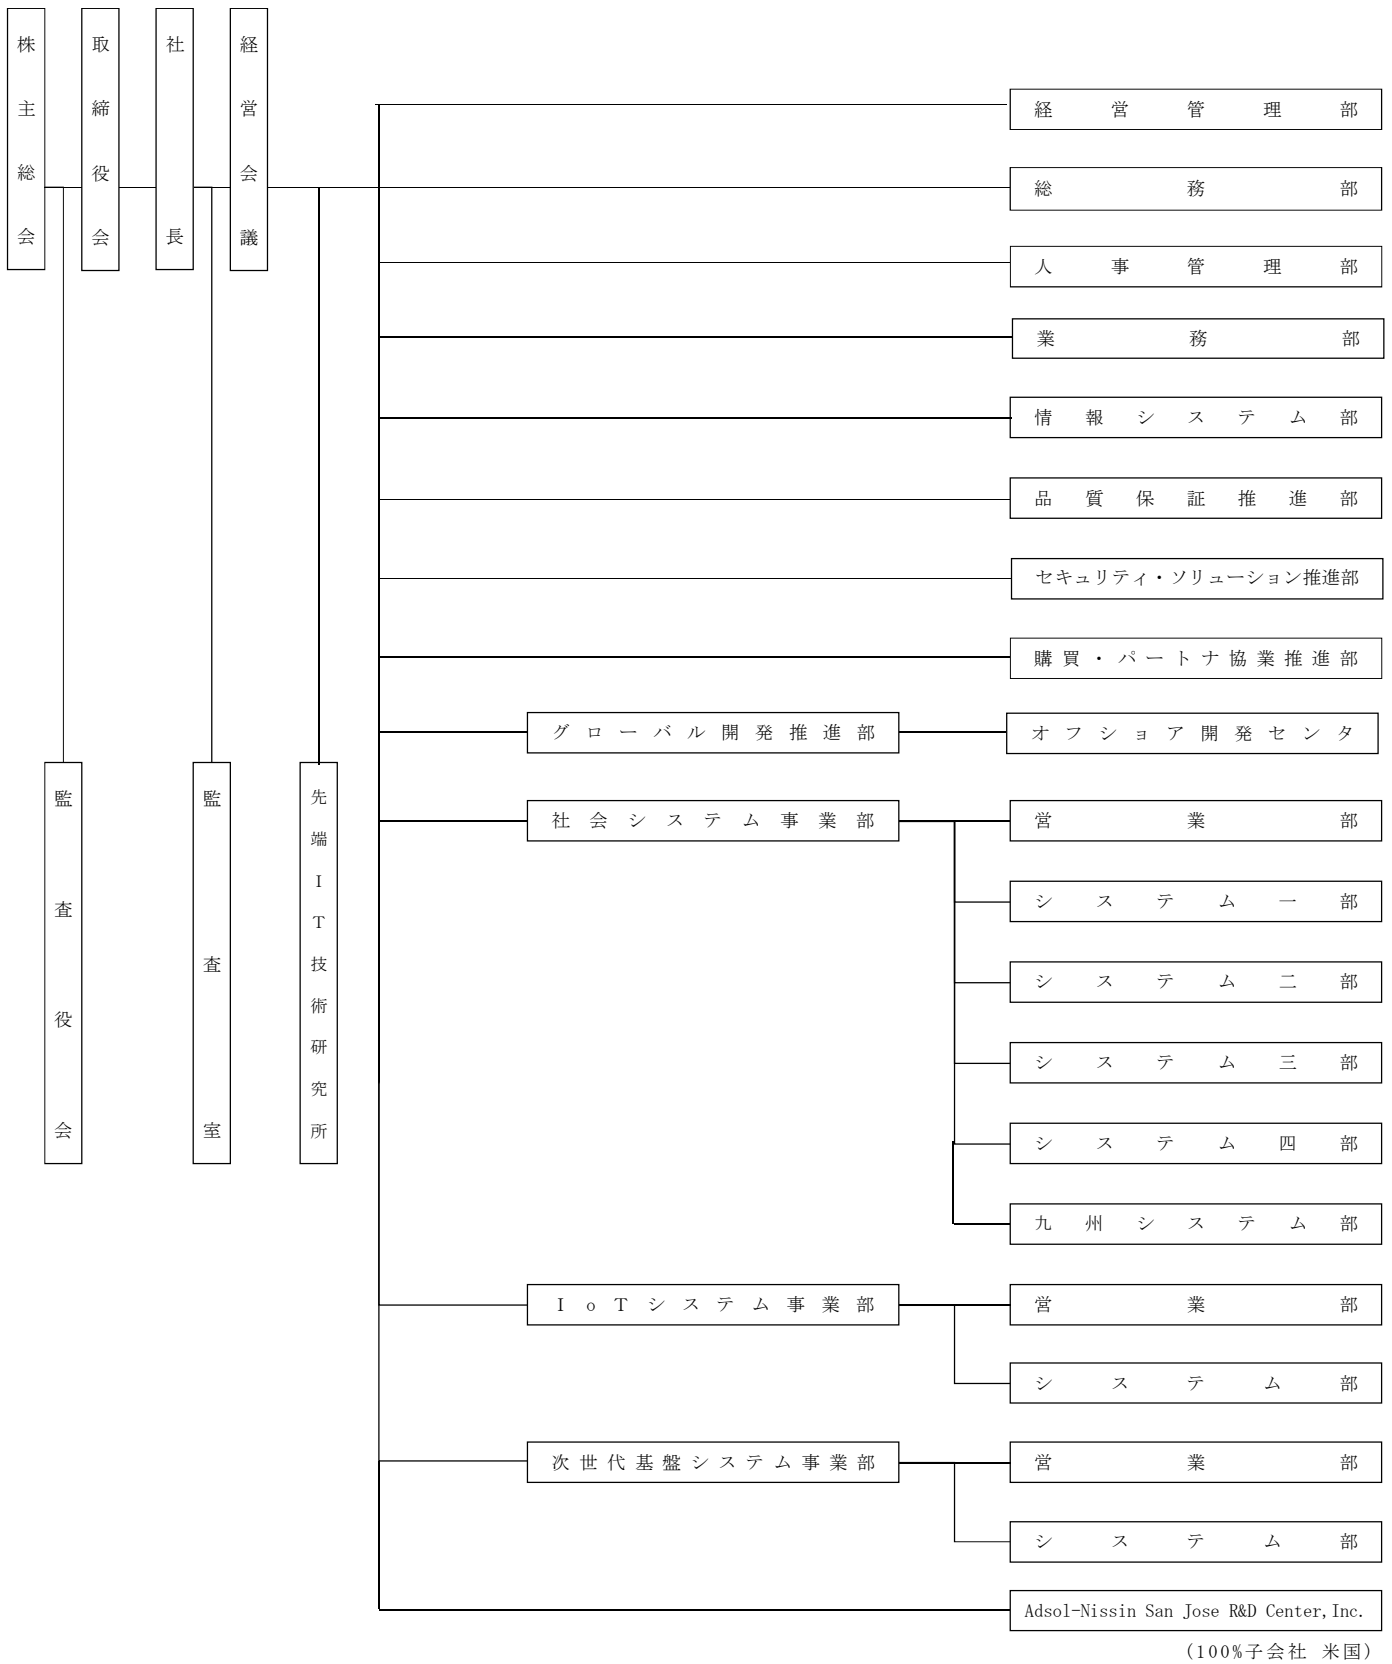 株主総会
取締役会
社長
経営会議
経営管理部
総務部
人事管理部
業務部
情報システム部
品質保証推進部
セキュリティ・ソリューション推進部
購買・パートナ協業推進部
グローバル開発推進部
オフショア開発センタ
監査役会
監査室
先端IT技術研究所
社会システム事業部
営業部
システム一部
システム二部
システム三部
システム四部
九州システム部
IoTシステム事業部
営業部
システム部
次世代基盤システム事業部
営業部
システム部
Adsol-Nissin San Jose R&D Center,Inc.
(100%子会社 米国)